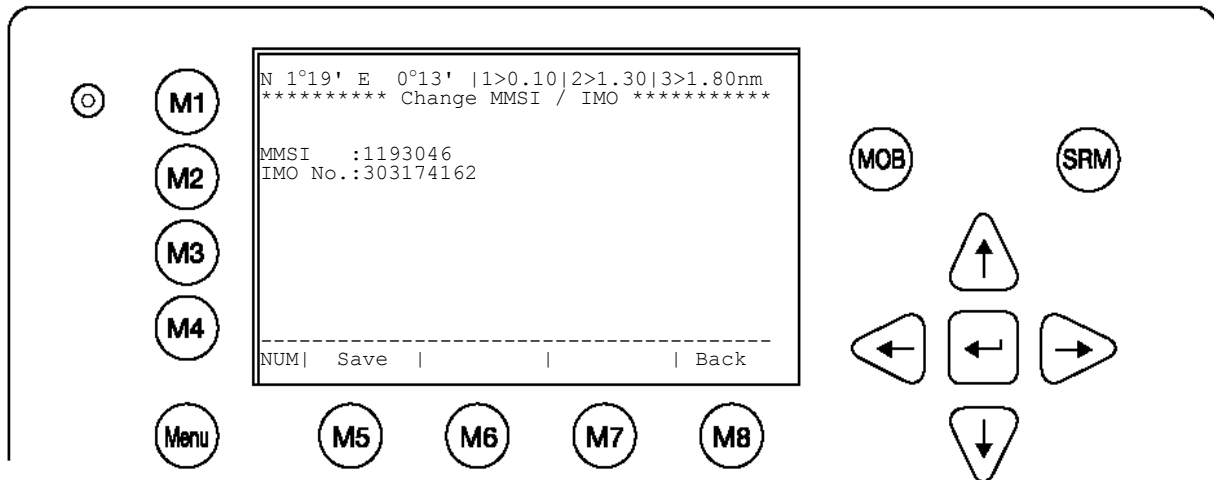 N 1°19' E 0°13' |1>0.10|2>1.30|3>1.80nm
********** Change MMSI / IMO ***********
M1
MMSI :1193046
IMO No.:303174162
M2
MOB
SRM
M3
M4
----------------------------------------
NUM| Save | | | Back
Menu
M5
M6
M7
M8